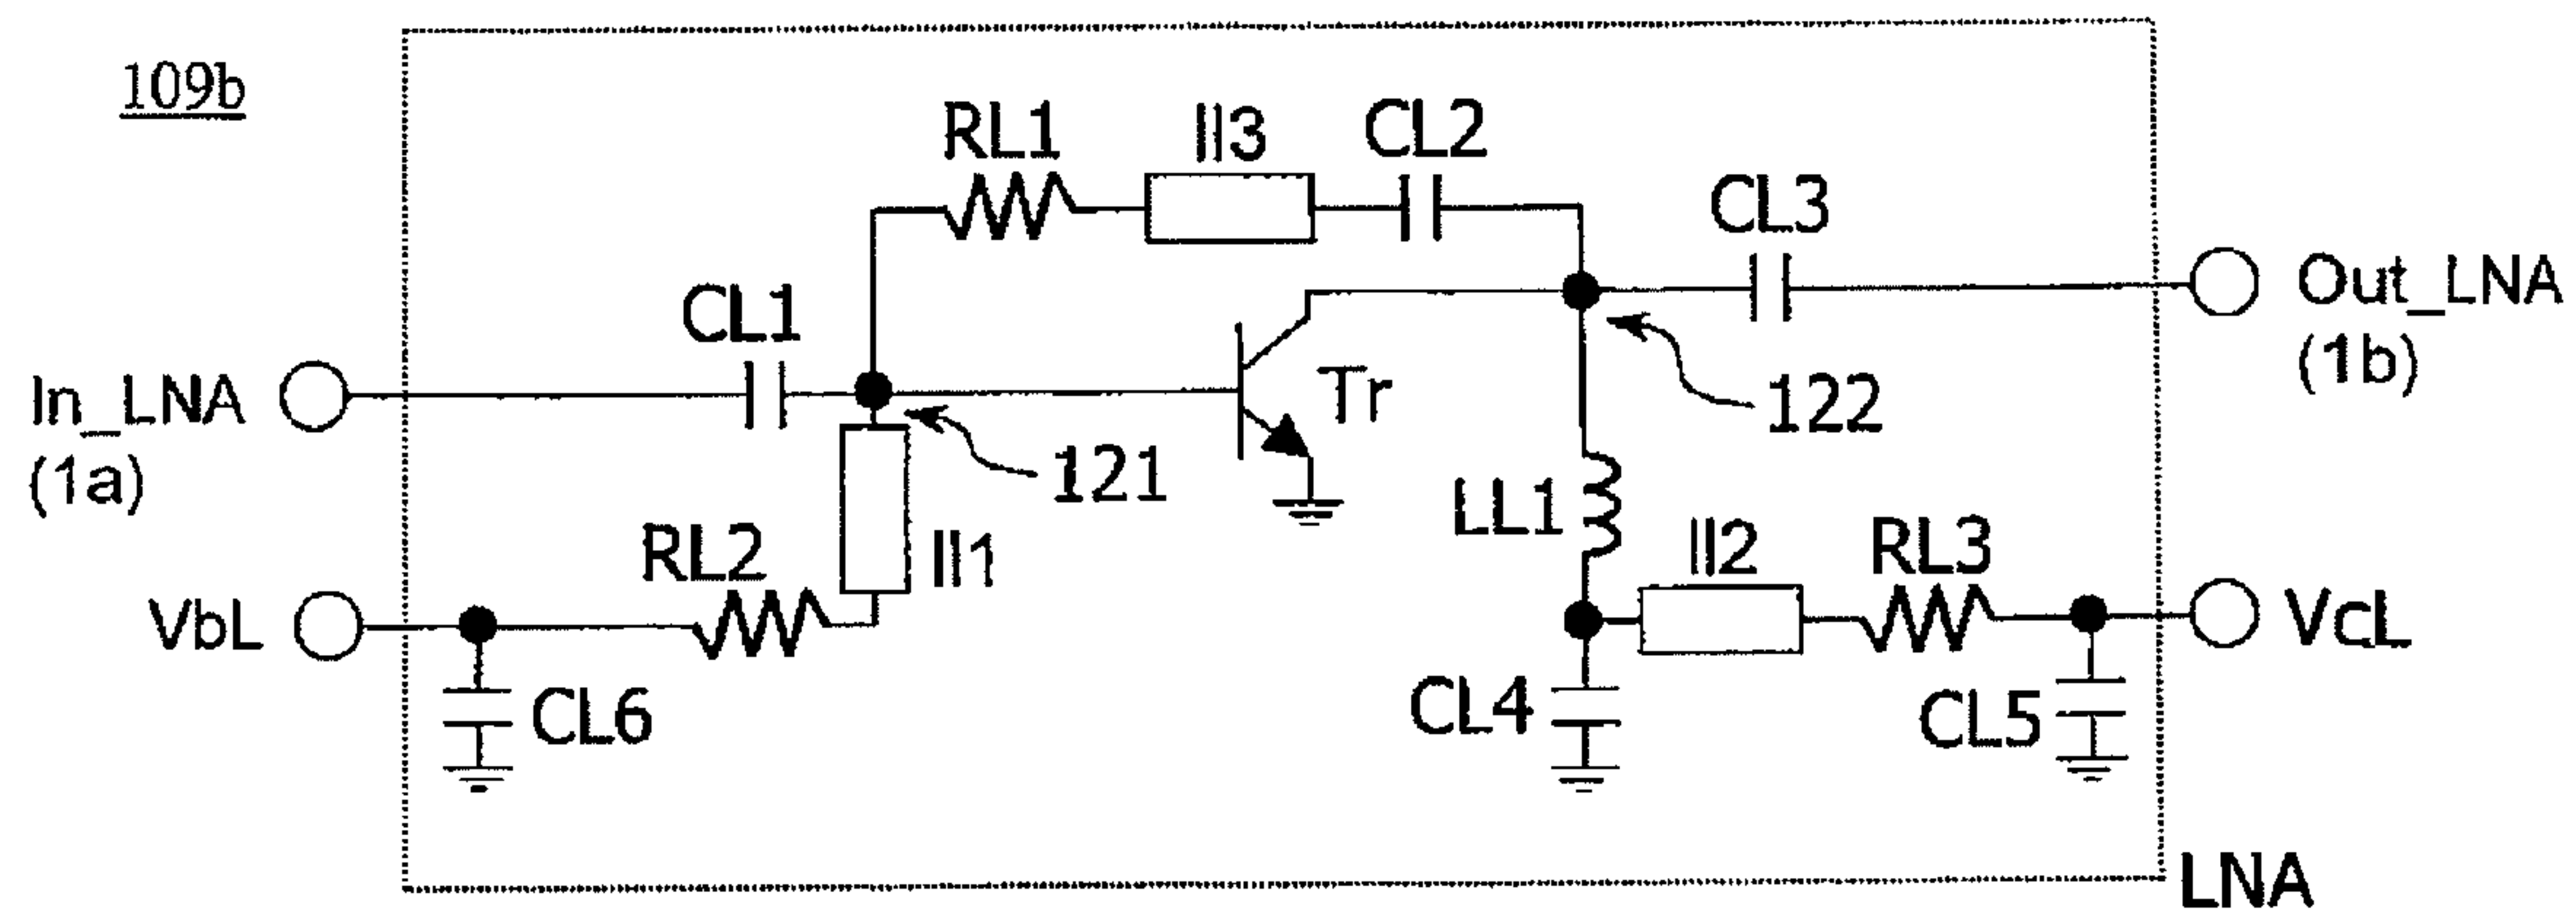 109b
RL1
ll3
CL2
CL3
CL1
Out_LNA
(1b)
In_LNA
(1a)
Tr
122
121
LL1
RL2
ll1
ll2
RL3
VbL
VcL
CL6
CL4
CL5
LNA